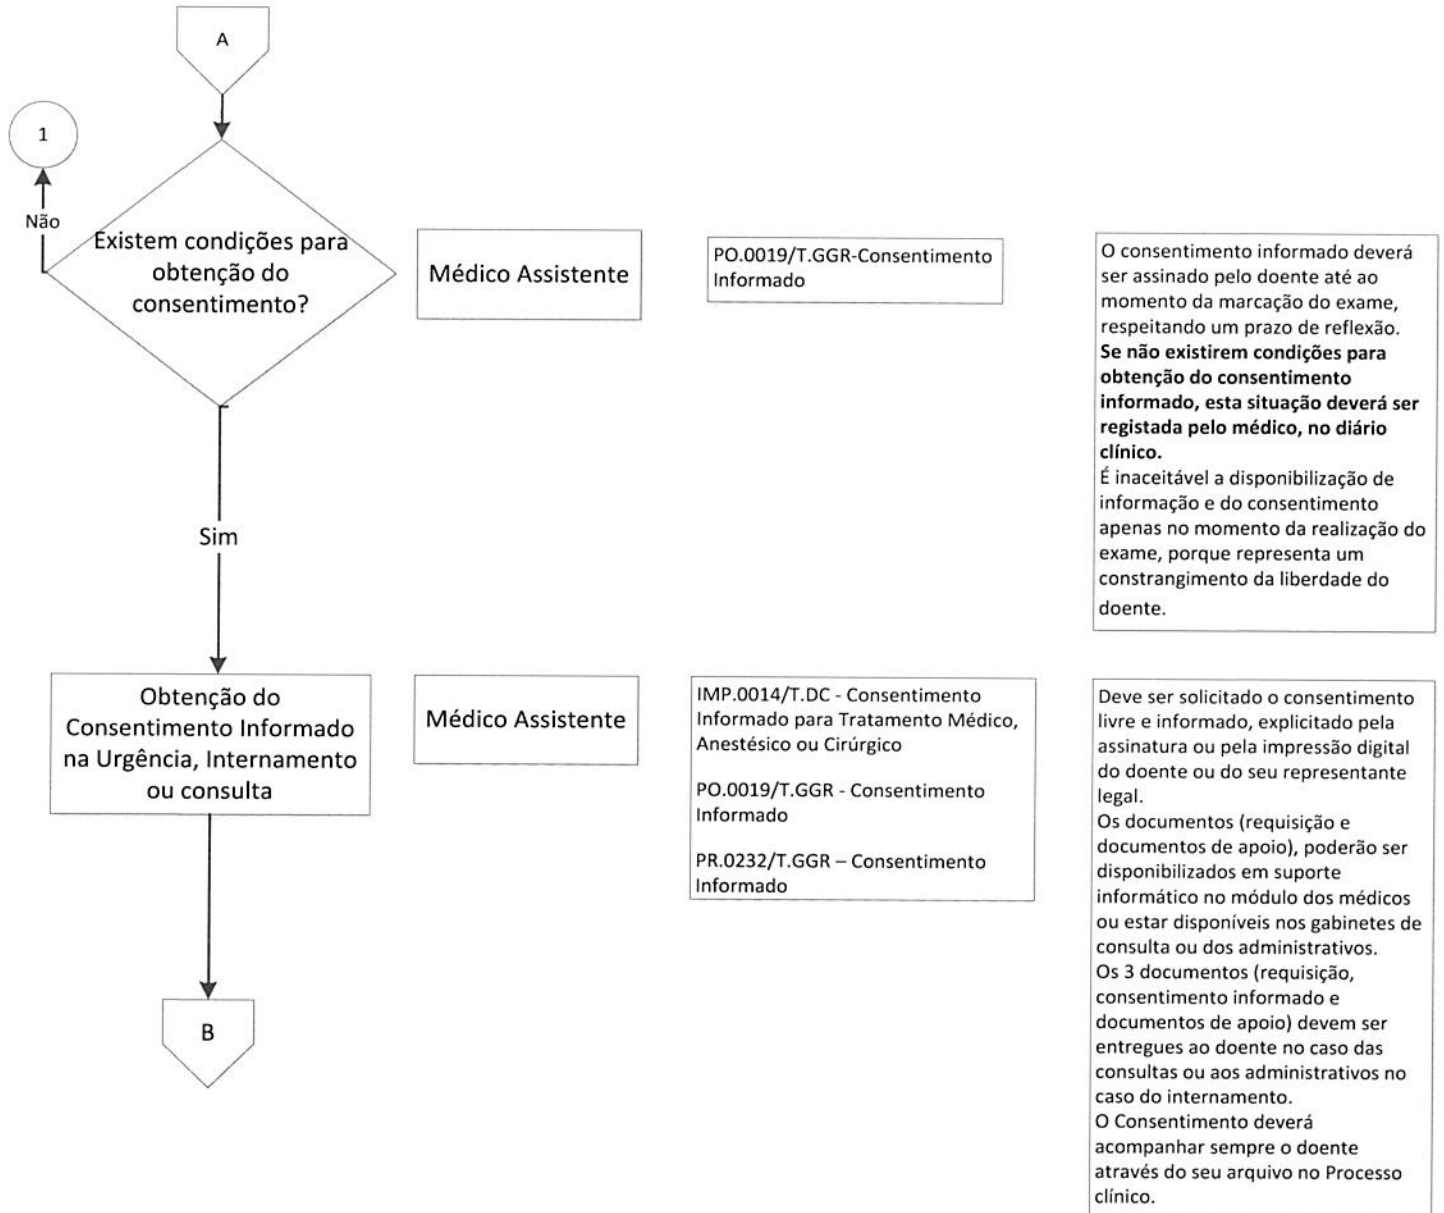 A
1
Não
Existem condições para
obtenção do
consentimento?
Médico Assistente
PO.0019/T.GGR-Consentimento
Informado
O consentimento informado deverá
ser assinado pelo doente até ao
momento da marcação do exame,
respeitando um prazo de reflexão.
Se não existirem condições para
obtenção do consentimento
informado, esta situação deverá ser
registada pelo médico, no diário
clínico.
É inaceitável a disponibilização de
informação e do consentimento
apenas no momento da realização do
exame, porque representa um
constrangimento da liberdade do
doente.
Sim
Obtenção do
Consentimento Informado
na Urgência, Internamento
ou consulta
Médico Assistente
IMP.0014/T.DC - Consentimento
Informado para Tratamento Médico,
Anestésico ou Cirúrgico
PO.0019/T.GGR - Consentimento
Informado
PR.0232/T.GGR – Consentimento
Informado
Deve ser solicitado o consentimento
livre e informado, explicitado pela
assinatura ou pela impressão digital
do doente ou do seu representante
legal.
Os documentos (requisição e
documentos de apoio), poderão ser
disponibilizados em suporte
informático no módulo dos médicos
ou estar disponíveis nos gabinetes de
consulta ou dos administrativos.
Os 3 documentos (requisição,
consentimento informado e
documentos de apoio) devem ser
entregues ao doente no caso das
consultas ou aos administrativos no
caso do internamento.
O Consentimento deverá
acompanhar sempre o doente
através do seu arquivo no Processo
clínico.
B